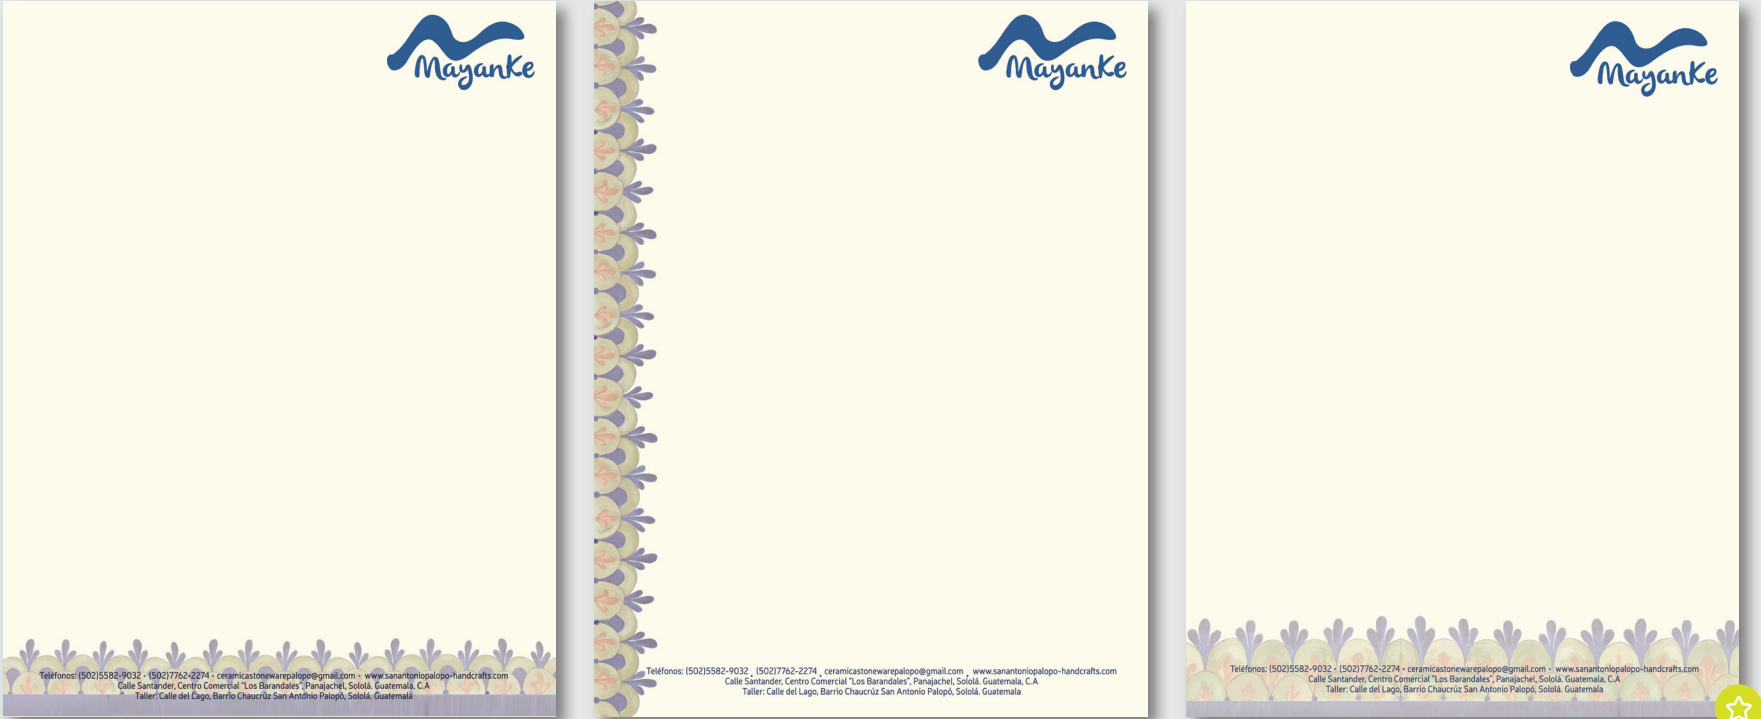 MayanKe
Teléfonos: (502)5582-9032 • (502)7762-2274 • ceramicastonewarepalopo@gmail.com • www.sanantoniopalopo-handcrafts.com
Calle Santander, Centro Comercial "Los Barandales", Panajachel, Sololá. Guatemala, C.A
Taller: Calle del Lago, Barrio Chaucrúz San Antonio Palopó, Sololá. Guatemala
MayanKe
Teléfonos: (502)5582-9032 • (502)7762-2274 • ceramicastonewarepalopo@gmail.com • www.sanantoniopalopo-handcrafts.com
Calle Santander, Centro Comercial "Los Barandales", Panajachel, Sololá. Guatemala, C.A
Taller: Calle del Lago, Barrio Chaucrúz San Antonio Palopó, Sololá. Guatemala
MayanKe
Teléfonos: (502)5582-9032 • (502)7762-2274 • ceramicastonewarepalopo@gmail.com • www.sanantoniopalopo-handcrafts.com
Calle Santander, Centro Comercial "Los Barandales", Panajachel, Sololá. Guatemala, C.A
Taller: Calle del Lago, Barrio Chaucrúz San Antonio Palopó, Sololá. Guatemala